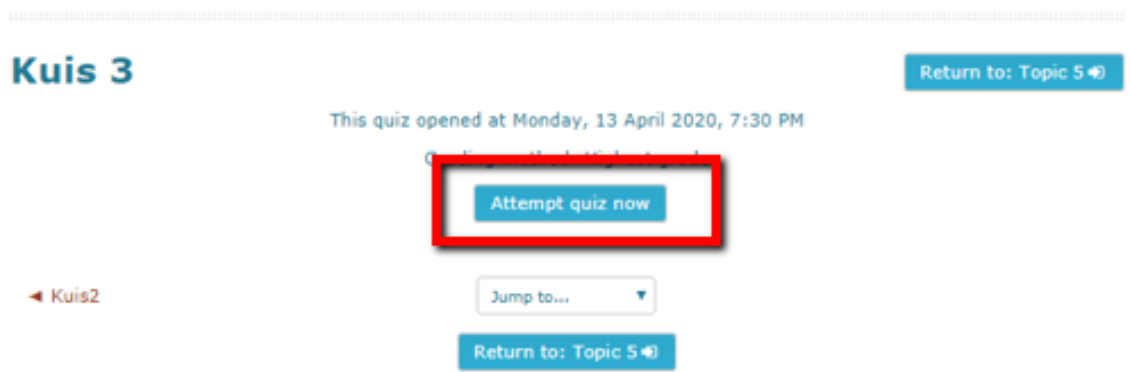 Kuis 3
Return to: Topic 5
This quiz opened at Monday, 13 April 2020, 7:30 PM
Attempt quiz now
◄ Kuis2
Jump to...
Return to: Topic 5